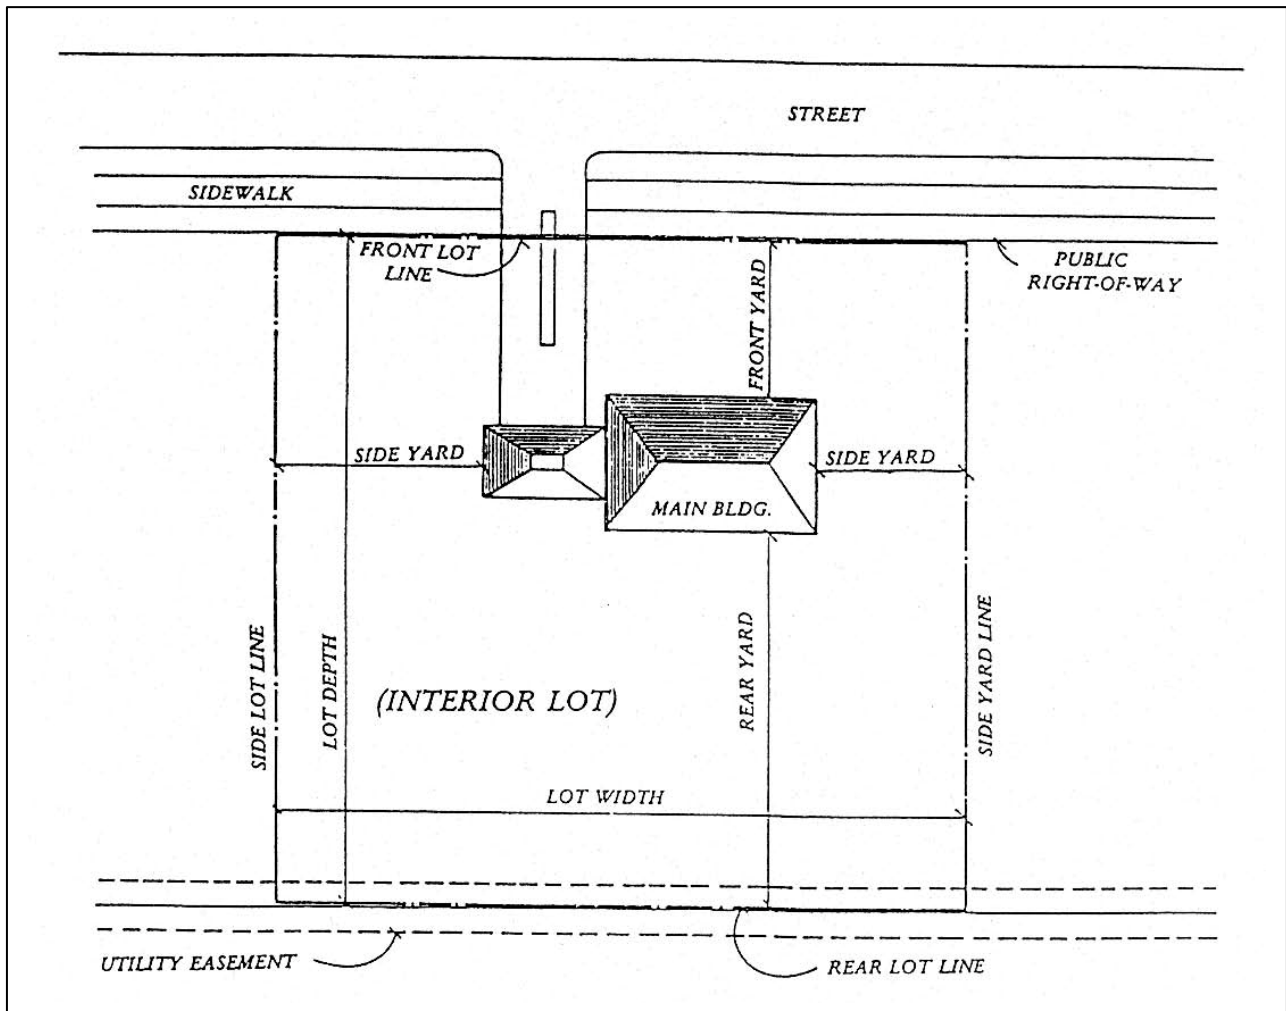 STREET
SIDEWALK
FRONT LOT
LINE
PUBLIC
RIGHT-OF-WAY
FRONT YARD
SIDE YARD
SIDE YARD
MAIN BLDG.
SIDE LOT LINE
LOT DEPTH
(INTERIOR LOT)
REAR YARD
SIDE YARD LINE
LOT WIDTH
UTILITY EASEMENT
REAR LOT LINE